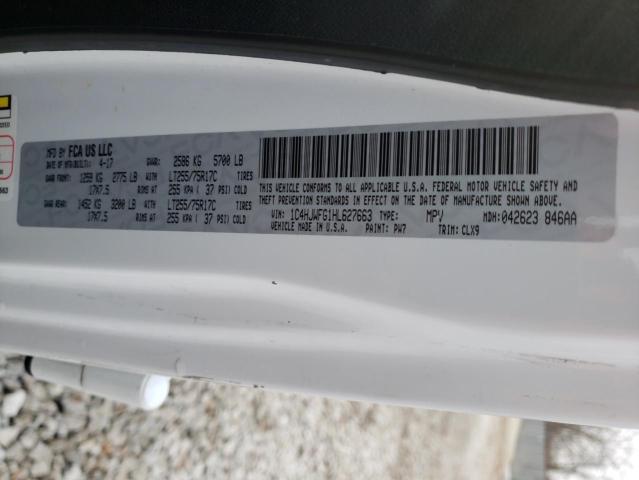 MFD BY FCA US LLC
DATE OF MFR(BUILT): 4-17 GVWR: 2586 KG 5700 LB
GAWR FRONT: 1259 KG 2775 LB WITH LT255/75R17C TIRES
17X7.5 RIMS AT 255 KPA ( 37 PSI) COLD
GAWR REAR: 1452 KG 3200 LB WITH LT255/75R17C TIRES
17X7.5 RIMS AT 255 KPA ( 37 PSI) COLD
THIS VEHICLE CONFORMS TO ALL APPLICABLE U.S.A. FEDERAL MOTOR VEHICLE SAFETY, BUMPER AND
THEFT PREVENTION STANDARDS IN EFFECT ON THE DATE OF MANUFACTURE SHOWN ABOVE.
VIN: 1C4HJWFG1HL627663 TYPE: MPV MDH: 042623 846AA
VEHICLE MADE IN U.S.A. PAINT: PW7 TRIM: CLX9